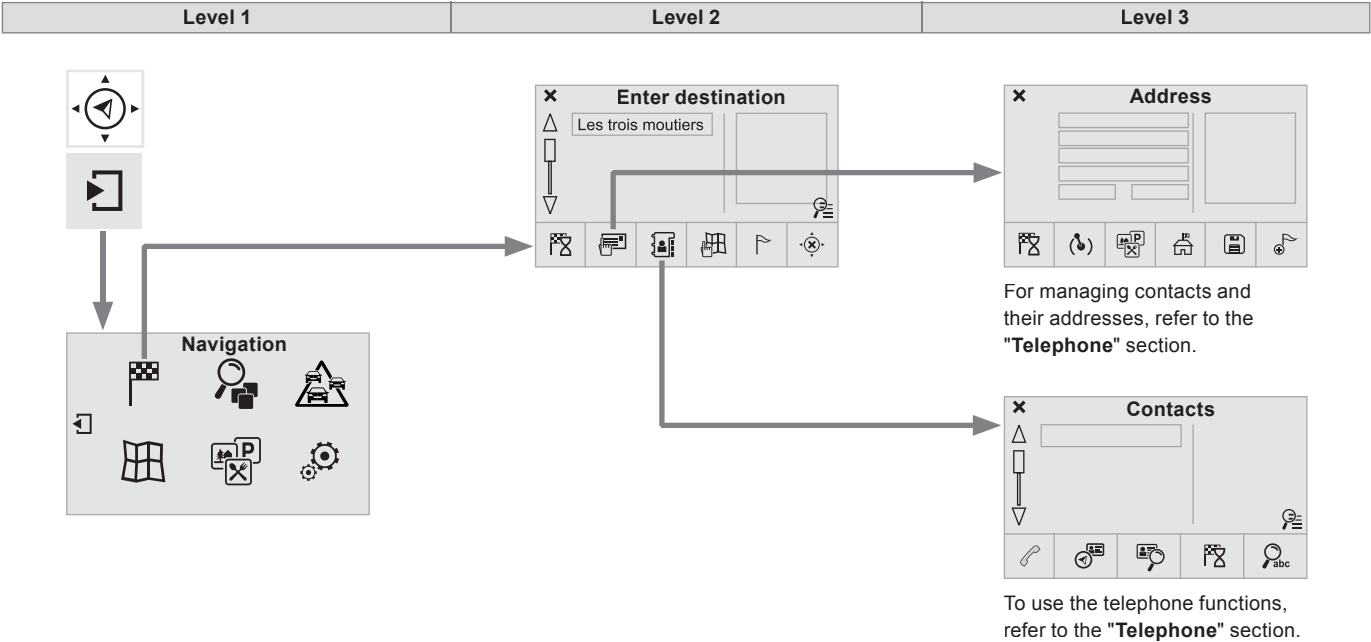 Level 1
Level 2
Level 3
Enter destination
Les trois moutiers
Address
For managing contacts and
their addresses, refer to the
"Telephone" section.
Navigation
P
P
Contacts
abc
To use the telephone functions,
refer to the "Telephone" section.